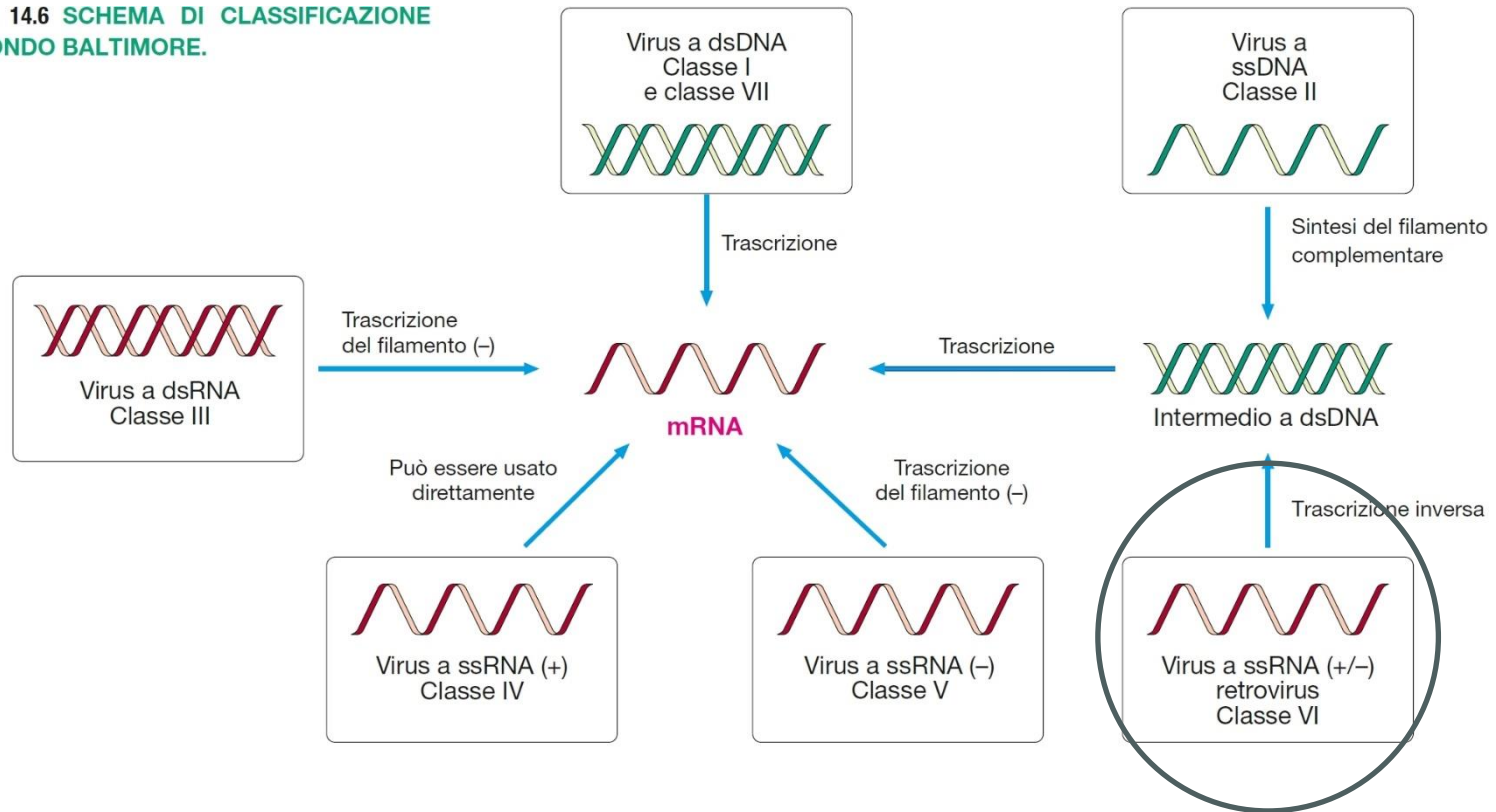 14.6 SCHEMA DI CLASSIFICAZIONE
ONDO BALTIMORE.
Virus a dsDNA
Classe I
e classe VII
Virus a
ssDNA
Classe II
Trascrizione
Sintesi del filamento
complementare
Virus a dsRNA
Classe III
Trascrizione
del filamento (–)
mRNA
Trascrizione
Intermedio a dsDNA
Può essere usato
direttamente
Trascrizione
del filamento (–)
Trascrizione inversa
Virus a ssRNA (+)
Classe IV
Virus a ssRNA (–)
Classe V
Virus a ssRNA (+/–)
retrovirus
Classe VI